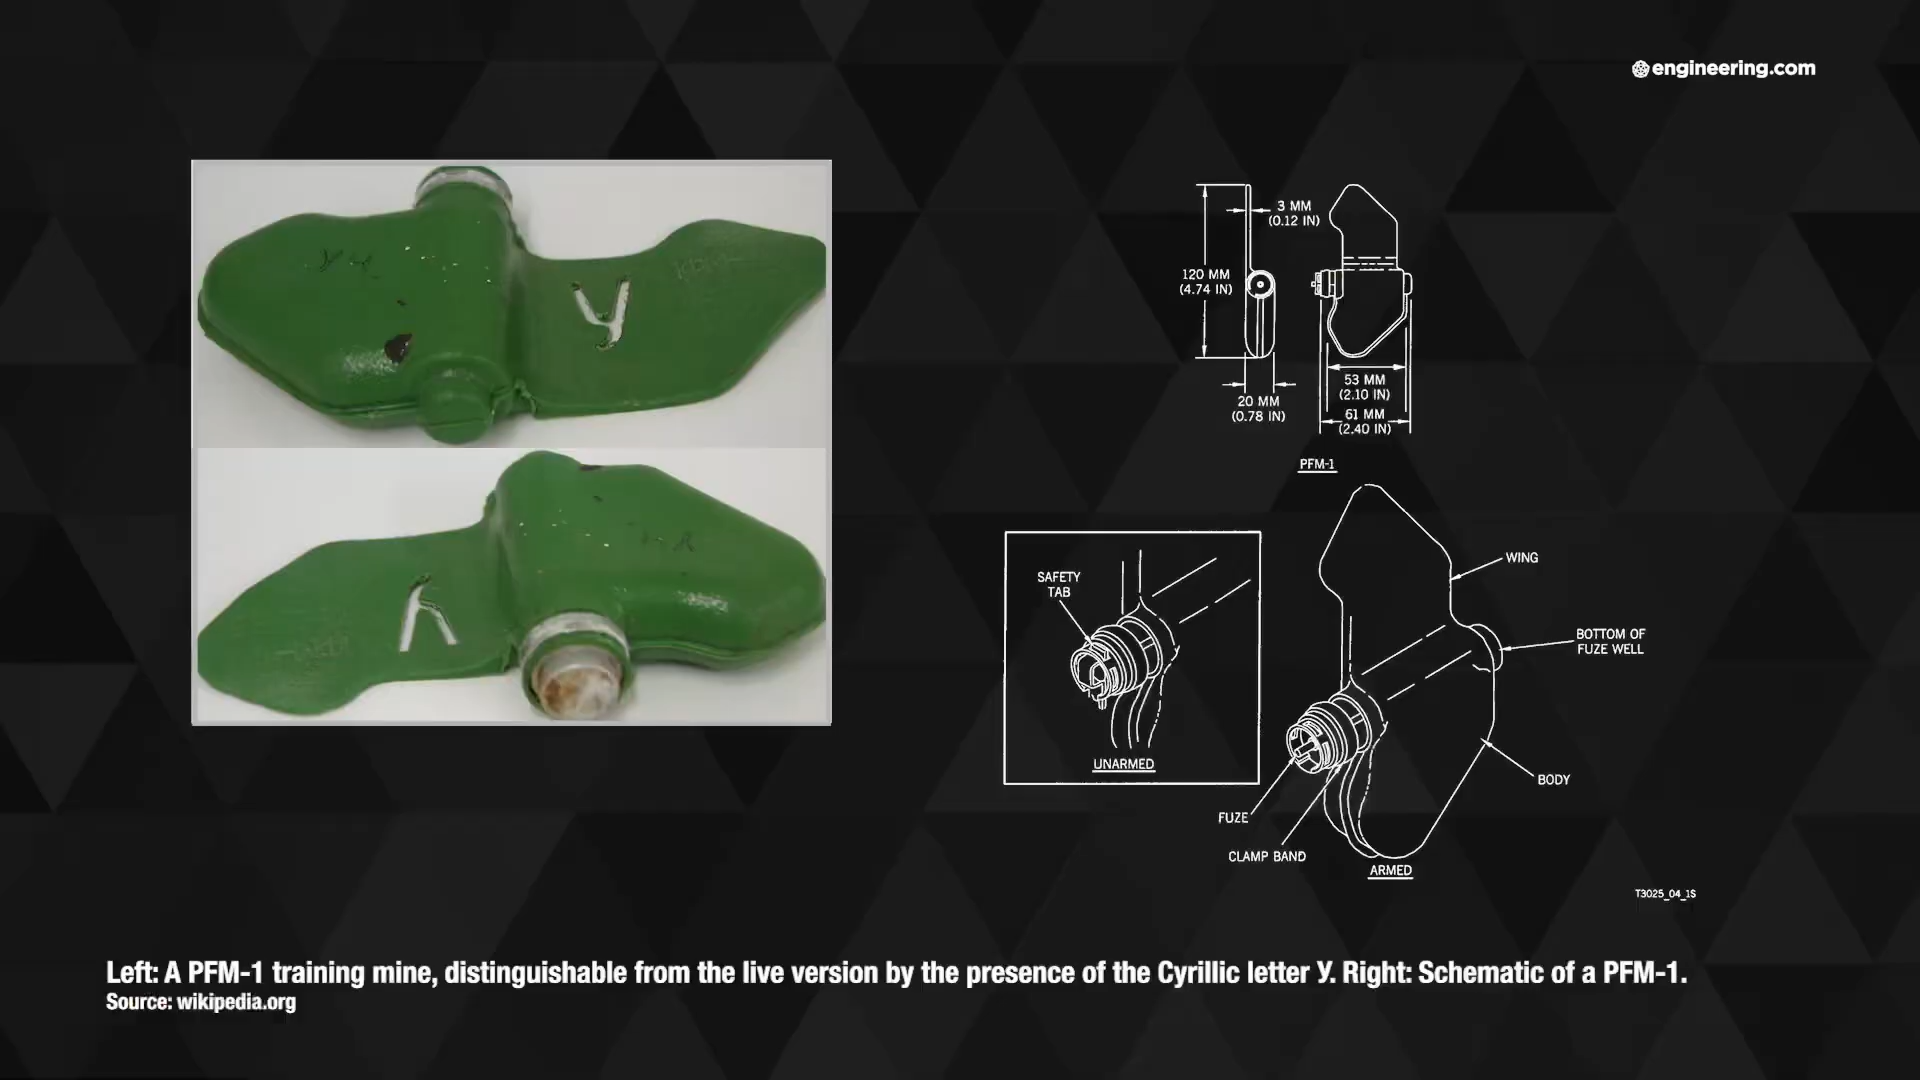 engineering.com
У
У
3 MM
(0.12 IN)
120 MM
(4.74 IN)
20 MM
(0.78 IN)
53 MM
(2.10 IN)
61 MM
(2.40 IN)
PFM-1
SAFETY
TAB
UNARMED
WING
BOTTOM OF
FUZE WELL
BODY
FUZE
CLAMP BAND
ARMED
T3025_04_1S
Left: A PFM-1 training mine, distinguishable from the live version by the presence of the Cyrillic letter У. Right: Schematic of a PFM-1.
Source: wikipedia.org